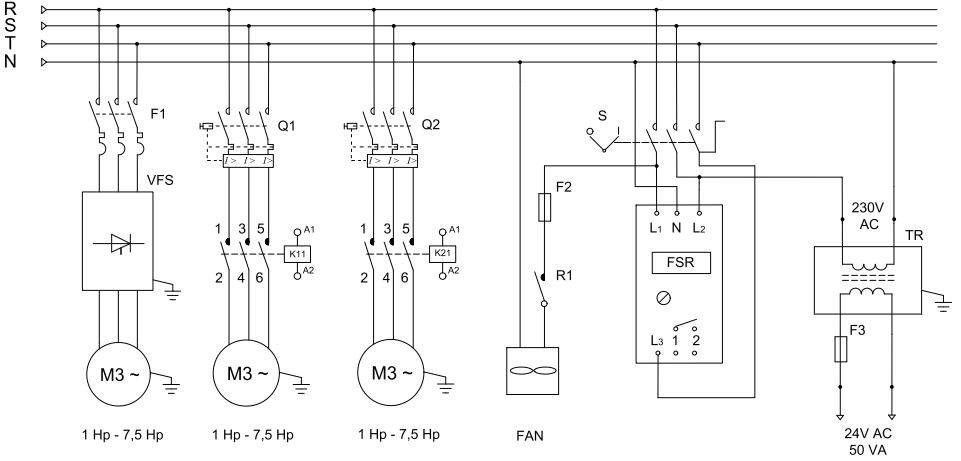 R
S
T
N
F1
Q1
Q2
S
I > I > I >
I > I > I >
VFS
F2
L1 N L2
230V
AC
1 3 5
A1
K11
A2
2 4 6
1 3 5
A1
K21
A2
2 4 6
R1
FSR
TR
L3 1 2
F3
M3 ~
M3 ~
M3 ~
1 Hp - 7,5 Hp
1 Hp - 7,5 Hp
1 Hp - 7,5 Hp
FAN
24V AC
50 VA